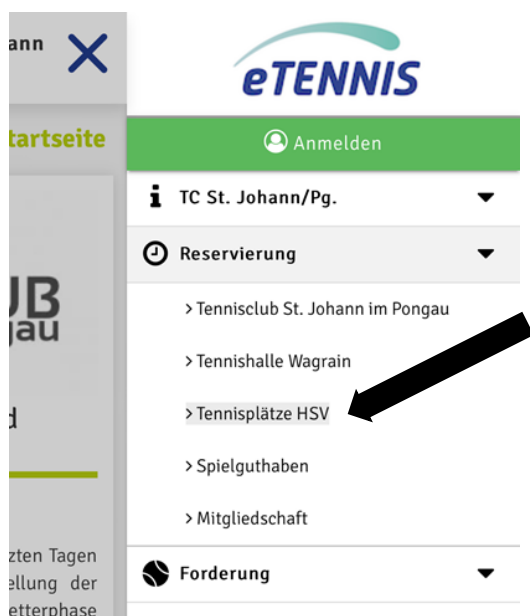 ann
tartseite
UB
gau
d
zten Tagen
ellung der
etterphase
eTENNIS
Anmelden
TC St. Johann/Pg.
Reservierung
> Tennisclub St. Johann im Pongau
> Tennishalle Wagrain
> Tennisplätze HSV
> Spielguthaben
> Mitgliedschaft
Forderung